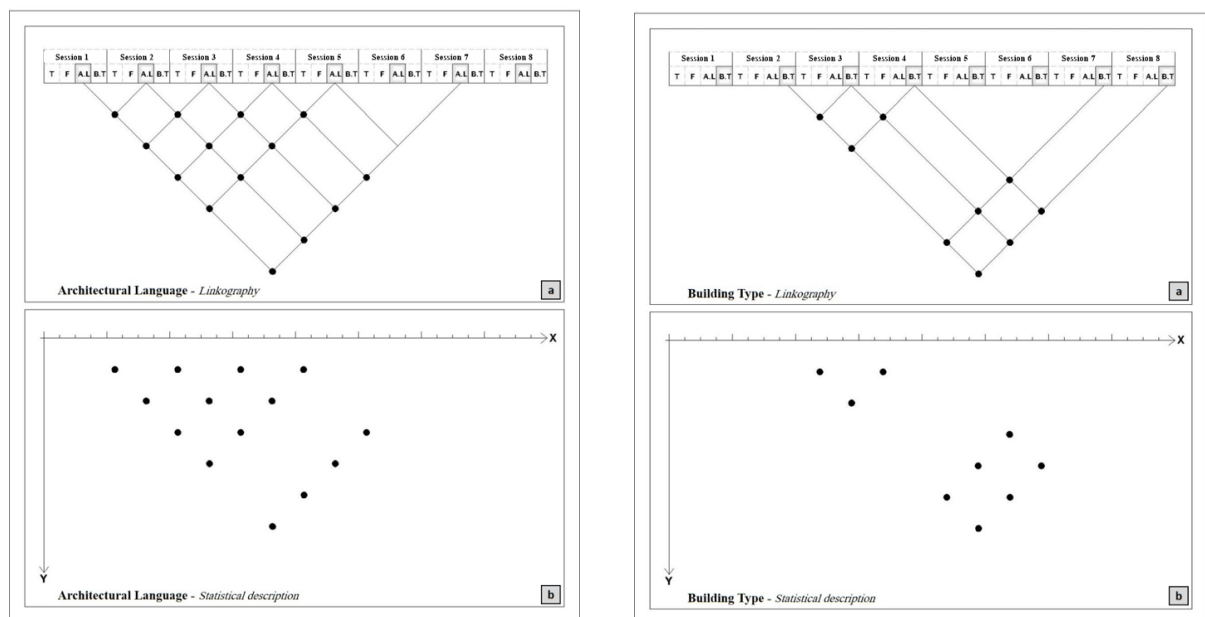 Session 1 Session 2 Session 3 Session 4 Session 5 Session 6 Session 7 Session 8
T F A.L B.T T F A.L B.T T F A.L B.T T F A.L B.T T F A.L B.T T F A.L B.T T F A.L B.T T F A.L B.T
Architectural Language - Linkography a
X
Y
Architectural Language - Statistical description b
Session 1 Session 2 Session 3 Session 4 Session 5 Session 6 Session 7 Session 8
T F A.L B.T T F A.L B.T T F A.L B.T T F A.L B.T T F A.L B.T T F A.L B.T T F A.L B.T T F A.L B.T
Building Type - Linkography a
X
Y
Building Type - Statistical description b